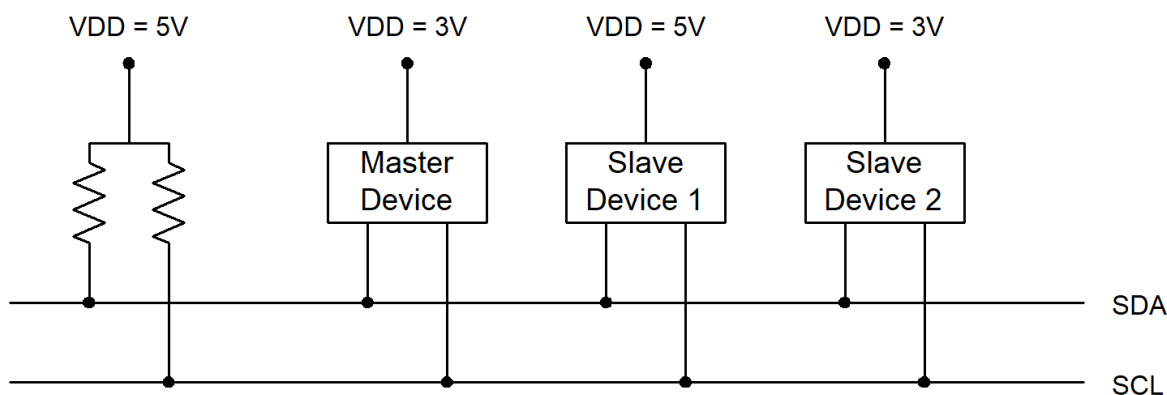 VDD = 5V
VDD = 3V
VDD = 5V
VDD = 3V
Master
Device
Slave
Device 1
Slave
Device 2
SDA
SCL